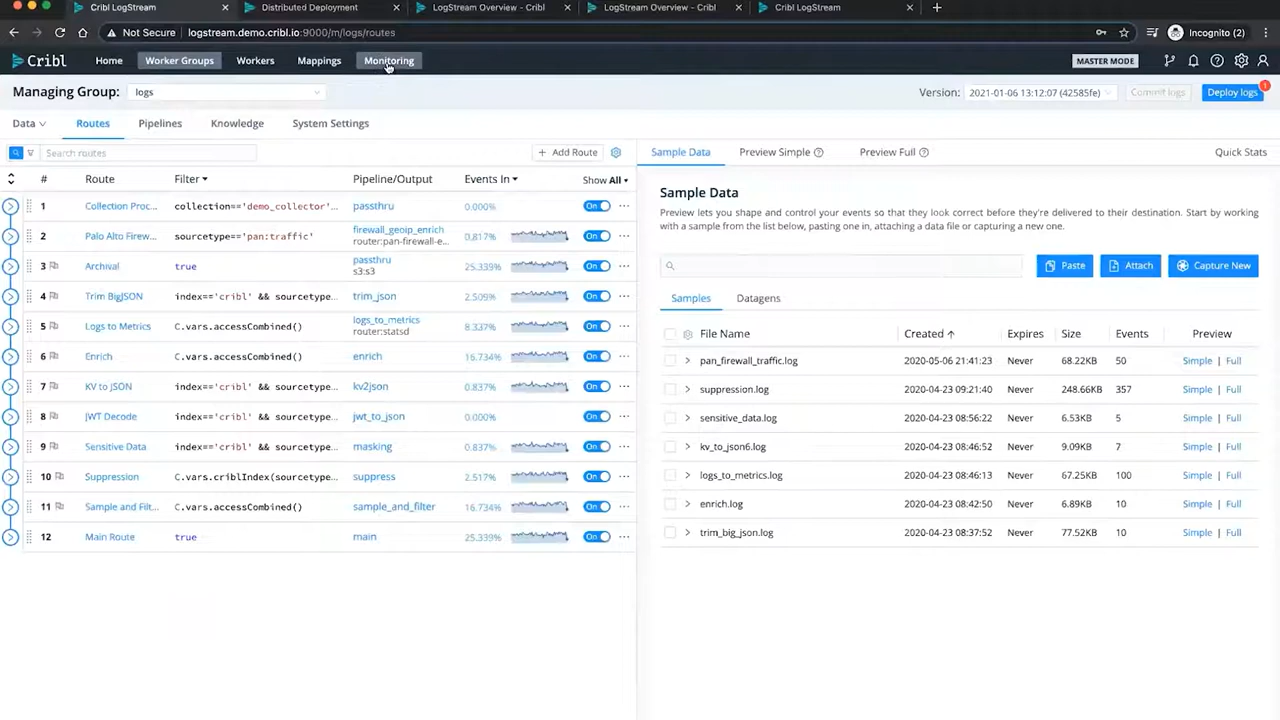 Cribl LogStream
Distributed Deployment
LogStream Overview - Cribl
LogStream Overview - Cribl
Cribl LogStream
Not Secure
logstream.demo.cribl.io:9000/m/logs/routes
Incognito (2)
Cribl
Home
Worker Groups
Workers
Mappings
Monitoring
MASTER MODE
Managing Group:
logs
Version:
2021-01-06 13:12:07 (42585fe)
Commit logs
Deploy logs
1
Data
Routes
Pipelines
Knowledge
System Settings
Search routes
+ Add Route
Sample Data
Preview Simple
Preview Full
Quick Stats
# Route Filter Pipeline/Output Events In Show All
1 Collection Proc... collection=='demo_collector'... passthru 0.000% On ...
2 Palo Alto Firew... sourcetype=='pan:traffic' firewall_geoip_enrich 0.817% On ...
router:pan-firewall-e...
3 Archival true passthru 25.339% On ...
s3:s3
4 Trim BigJSON index=='cribl' && sourcetype... trim_json 2.509% On ...
5 Logs to Metrics C.vars.accessCombined() logs_to_metrics 8.337% On ...
router:statsd
6 Enrich C.vars.accessCombined() enrich 16.734% On ...
7 KV to JSON index=='cribl' && sourcetype... kv2json 0.837% On ...
8 JWT Decode index=='cribl' && sourcetype... jwt_to_json 0.000% On ...
9 Sensitive Data index=='cribl' && sourcetype... masking 0.837% On ...
10 Suppression C.vars.criblIndex(sourcetype... suppress 2.517% On ...
11 Sample and Filt... C.vars.accessCombined() sample_and_filter 16.734% On ...
12 Main Route true main 25.339% On ...
Sample Data
Preview lets you shape and control your events so that they look correct before they're delivered to their destination. Start by working
with a sample from the list below, pasting one in, attaching a data file or capturing a new one.
Paste
Attach
Capture New
Samples
Datagens
File Name Created Expires Size Events Preview
pan_firewall_traffic.log 2020-05-06 21:41:23 Never 68.22KB 50 Simple | Full
suppression.log 2020-04-23 09:21:40 Never 248.66KB 357 Simple | Full
sensitive_data.log 2020-04-23 08:56:22 Never 6.53KB 5 Simple | Full
kv_to_json6.log 2020-04-23 08:46:52 Never 9.09KB 7 Simple | Full
logs_to_metrics.log 2020-04-23 08:46:13 Never 67.25KB 100 Simple | Full
enrich.log 2020-04-23 08:42:50 Never 6.89KB 10 Simple | Full
trim_big_json.log 2020-04-23 08:37:52 Never 77.52KB 10 Simple | Full